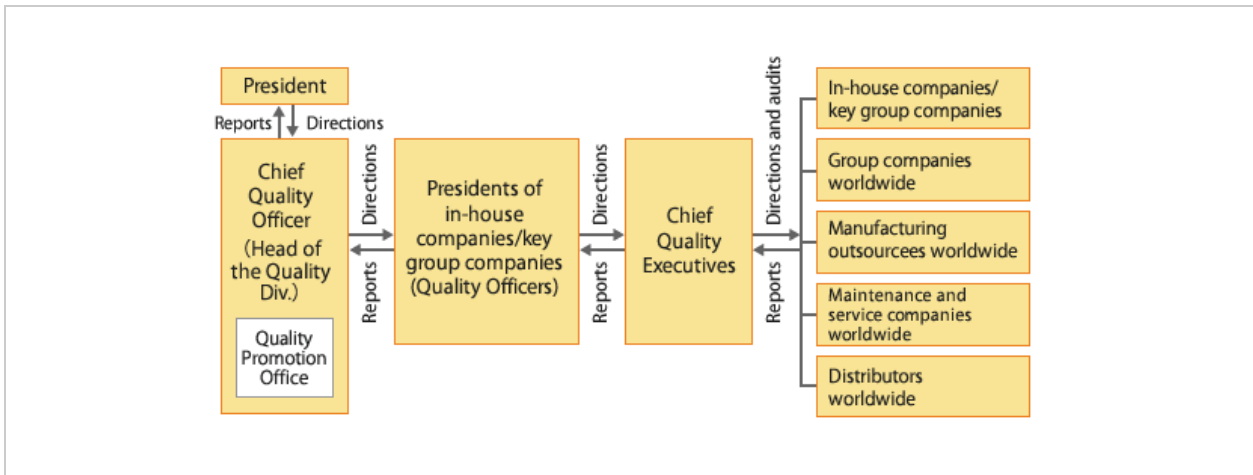 President
Reports
Directions
Chief
Quality
Officer
(Head of
the Quality
Div.)
Quality
Promotion
Office
Directions
Reports
Presidents of
in-house
companies/key
group companies
(Quality Officers)
Directions
Reports
Chief
Quality
Executives
Directions and audits
Reports
In-house companies/
key group companies
Group companies
worldwide
Manufacturing
outsourcees worldwide
Maintenance and
service companies
worldwide
Distributors
worldwide